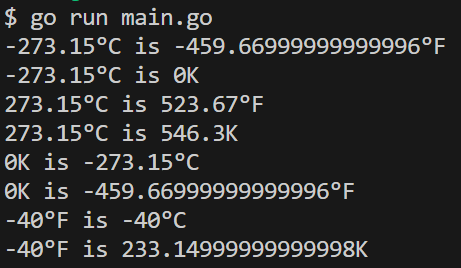 $ go run main.go
-273.15°C is -459.66999999999996°F
-273.15°C is 0K
273.15°C is 523.67°F
273.15°C is 546.3K
0K is -273.15°C
0K is -459.66999999999996°F
-40°F is -40°C
-40°F is 233.14999999999998K